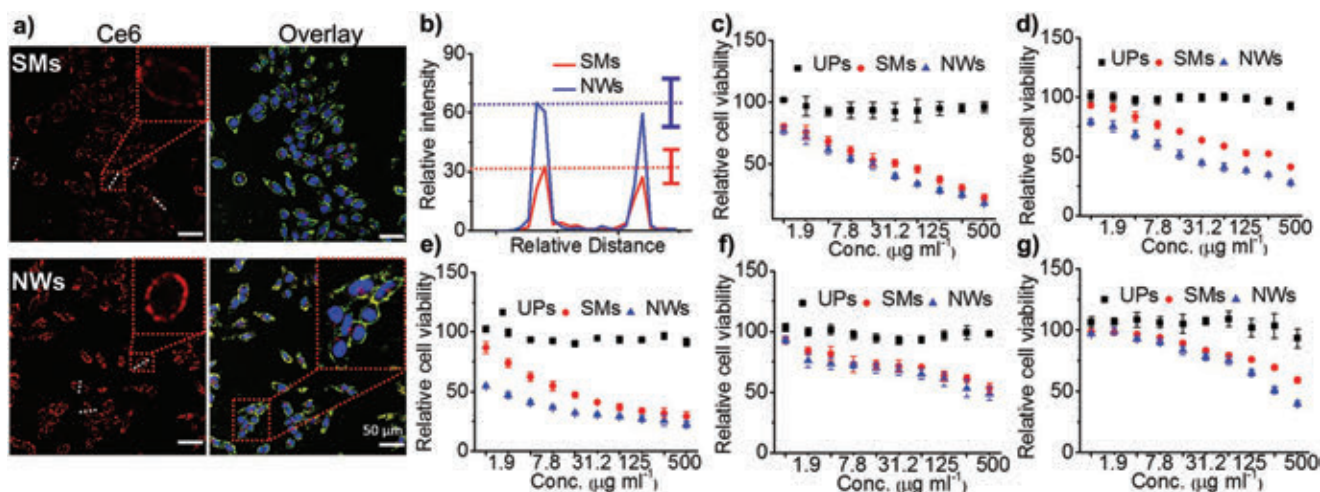 a)
Ce6
Overlay
SMs
NWs
50 μm
b)
Relative intensity
90
60
30
0
SMs
NWs
Relative Distance
c)
Relative cell viability
150
100
50
UPs SMs NWs
1.9 7.8 31.2 125 500
Conc. (μg ml⁻¹)
d)
Relative cell viability
150
100
50
0
UPs SMs NWs
1.9 7.8 31.2 125 500
Conc. (μg ml⁻¹)
e)
Relative cell viability
150
100
50
0
UPs SMs NWs
1.9 7.8 31.2 125 500
Conc. (μg ml⁻¹)
f)
Relative cell viability
150
100
50
0
UPs SMs NWs
1.9 7.8 31.2 125 500
Conc. (μg ml⁻¹)
g)
Relative cell viability
150
100
50
0
UPs SMs NWs
1.9 7.8 31.2 125 500
Conc. (μg ml⁻¹)